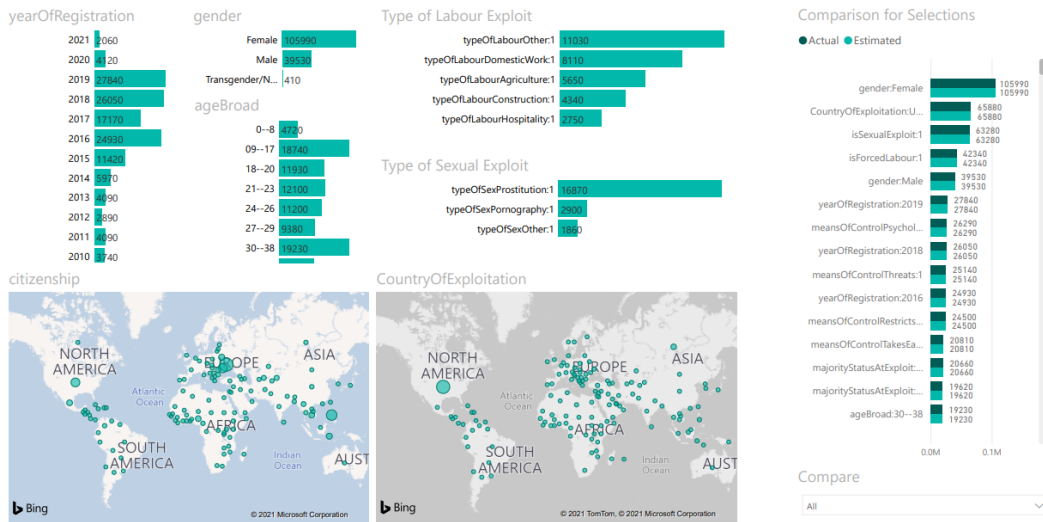 yearOfRegistration
2021 2060
2020 4120
2019 27840
2018 26050
2017 17170
2016 24930
2015 11420
2014 5970
2013 4090
2012 2890
2011 4090
2010 3740
gender
Female 105990
Male 39530
Transgender/N... 410
ageBroad
0--8 4720
09--17 18740
18--20 11930
21--23 12100
24--26 11200
27--29 9380
30--38 19230
Type of Labour Exploit
typeOfLabourOther:1 11030
typeOfLabourDomesticWork:1 8110
typeOfLabourAgriculture:1 5650
typeOfLabourConstruction:1 4340
typeOfLabourHospitality:1 2750
Type of Sexual Exploit
typeOfSexProstitution:1 16870
typeOfSexPornography:1 2900
typeOfSexOther:1 1860
citizenship
NORTH
AMERICA
EUROPE
ASIA
Atlantic
Ocean
AFRICA
SOUTH
AMERICA
Indian
Ocean
AUST
Bing
© 2021 Microsoft Corporation
CountryOfExploitation
NORTH
AMERICA
EUROPE
ASIA
Atlantic
Ocean
AFRICA
SOUTH
AMERICA
Indian
Ocean
AUST
Bing
© 2021 TomTom, © 2021 Microsoft Corporation
Comparison for Selections
Actual Estimated
gender:Female 105990
105990
CountryOfExploitation:U... 65880
65880
isSexualExploit:1 63280
63280
isForcedLabour:1 42340
42340
gender:Male 39530
39530
yearOfRegistration:2019 27840
27840
meansOfControlPsychol... 26290
26290
yearOfRegistration:2018 26050
26050
meansOfControlThreats:1 25140
25140
yearOfRegistration:2016 24930
24930
meansOfControlRestricts... 24500
24500
meansOfControlTakesEa... 20810
20810
majorityStatusAtExploit:... 20660
20660
majorityStatusAtExploit:... 19620
19620
ageBroad:30--38 19230
19230
0.0M 0.1M
Compare
All